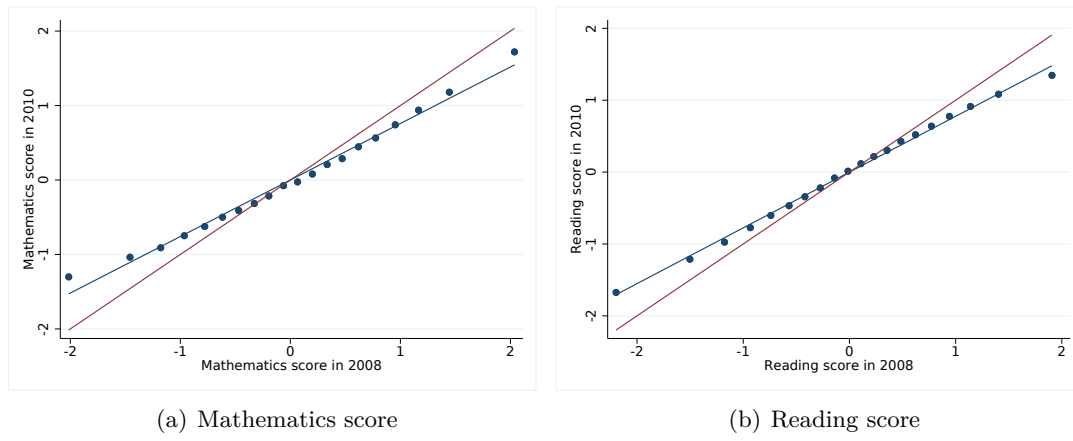 2
1
0
-1
-2
Mathematics score in 2010
-2 -1 0 1 2
Mathematics score in 2008
(a) Mathematics score
2
1
0
-1
-2
Reading score in 2010
-2 -1 0 1 2
Reading score in 2008
(b) Reading score